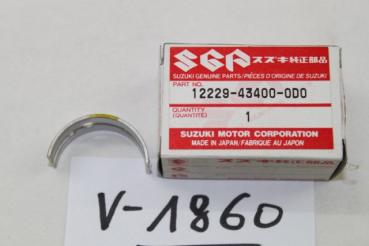 SGP スズキ純正部品
SUZUKI GENUINE PARTS/PIÈCES D'ORIGINE DE SUZUKI
PART NO.
12229-43400-0D0
QUANTITY
(QUANTITÉ)
1
SUZUKI MOTOR CORPORATION
MADE IN JAPAN/FABRIQUE AU JAPON
V-1860